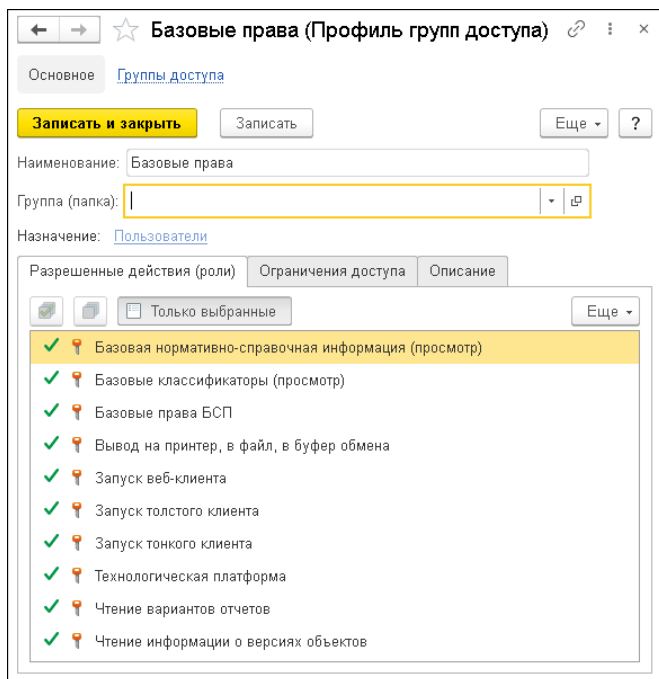 Базовые права (Профиль групп доступа)
Основное Группы доступа
Записать и закрыть Записать Еще ?
Наименование: Базовые права
Группа (папка):
Назначение: Пользователи
Разрешенные действия (роли) Ограничения доступа Описание
Только выбранные Еще
Базовая нормативно-справочная информация (просмотр)
Базовые классификаторы (просмотр)
Базовые права БСП
Вывод на принтер, в файл, в буфер обмена
Запуск веб-клиента
Запуск толстого клиента
Запуск тонкого клиента
Технологическая платформа
Чтение вариантов отчетов
Чтение информации о версиях объектов